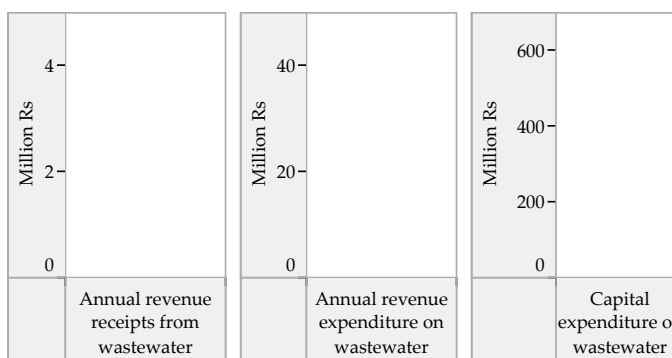 Million Rs
4
2
0
Annual revenue
receipts from
wastewater
Million Rs
40
20
0
Annual revenue
expenditure on
wastewater
Million Rs
600
400
200
0
Capital
expenditure o
wastewater